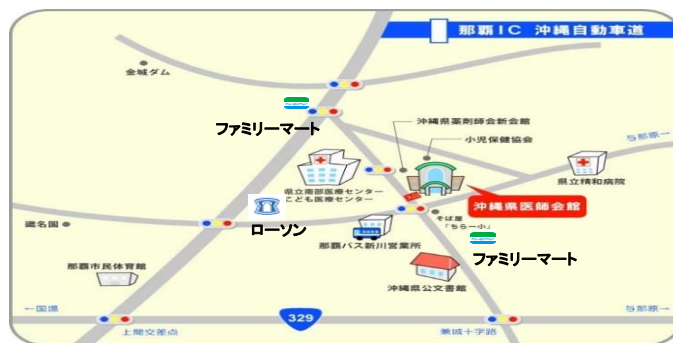 那覇IC 沖縄自動車道
金城ダム
ファミリーマート
沖縄県薬剤師会新会館
小児保健協会
与那原→
県立南部医療センター
こども医療センター
県立精和病院
沖縄県医師会館
ローソン
識名園
そば屋
「ちらー小」
那覇バス新川営業所
ファミリーマート
那覇市民体育館
沖縄県公文書館
←国場
329
与那原→
上間交差点
兼城十字路